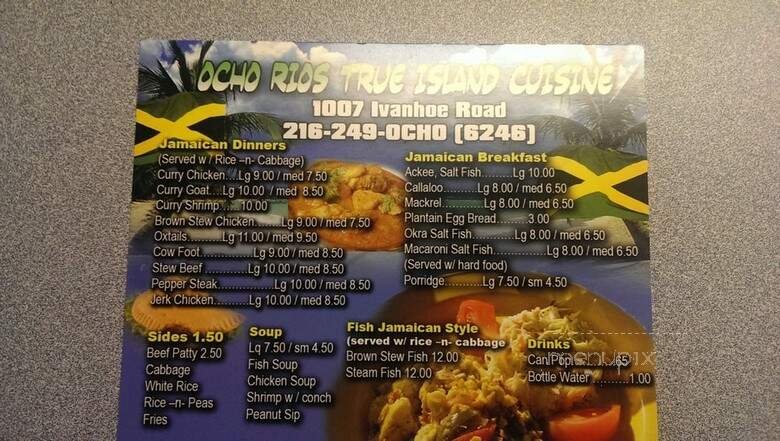 OCHO RIOS TRUE ISLAND CUISINE
1007 Ivanhoe Road
216-249-OCHO (6246)
Jamaican Dinners
(Served w/ Rice -n- Cabbage)
Curry Chicken....Lg 9.00 / med 7.50
Curry Goat....Lg 10.00 / med 8.50
Curry Shrimp..... 10.00
Brown Stew Chicken.......Lg 9.00 / med 7.50
Oxtails.........Lg 11.00 / med 9.50
Cow Foot................Lg 9.00 / med 8.50
Stew Beef ............Lg 10.00 / med 8.50
Pepper Steak................Lg 10.00 / med 8.50
Jerk Chicken.........Lg 10.00 / med 8.50
Jamaican Breakfast
Ackee, Salt Fish.........Lg 10.00
Callaloo..........Lg 8.00 / med 6.50
Mackrel...........Lg 8.00 / med 6.50
Plantain Egg Bread......... 3.00
Okra Salt Fish............Lg 8.00 / med 6.50
Macaroni Salt Fish...............Lg 8.00 / med 6.50
(Served w/ hard food)
Porridge...........Lg 7.50 / sm 4.50
Sides 1.50
Beef Patty 2.50
Cabbage
White Rice
Rice -n- Peas
Fries
Soup
Lq 7.50 / sm 4.50
Fish Soup
Chicken Soup
Shrimp w/ conch
Peanut Sip
Fish Jamaican Style
(served w/ rice -n- cabbage
Brown Stew Fish 12.00
Steam Fish 12.00
Drinks
Can Pop............65
Bottle Water ..........1.00
menupix